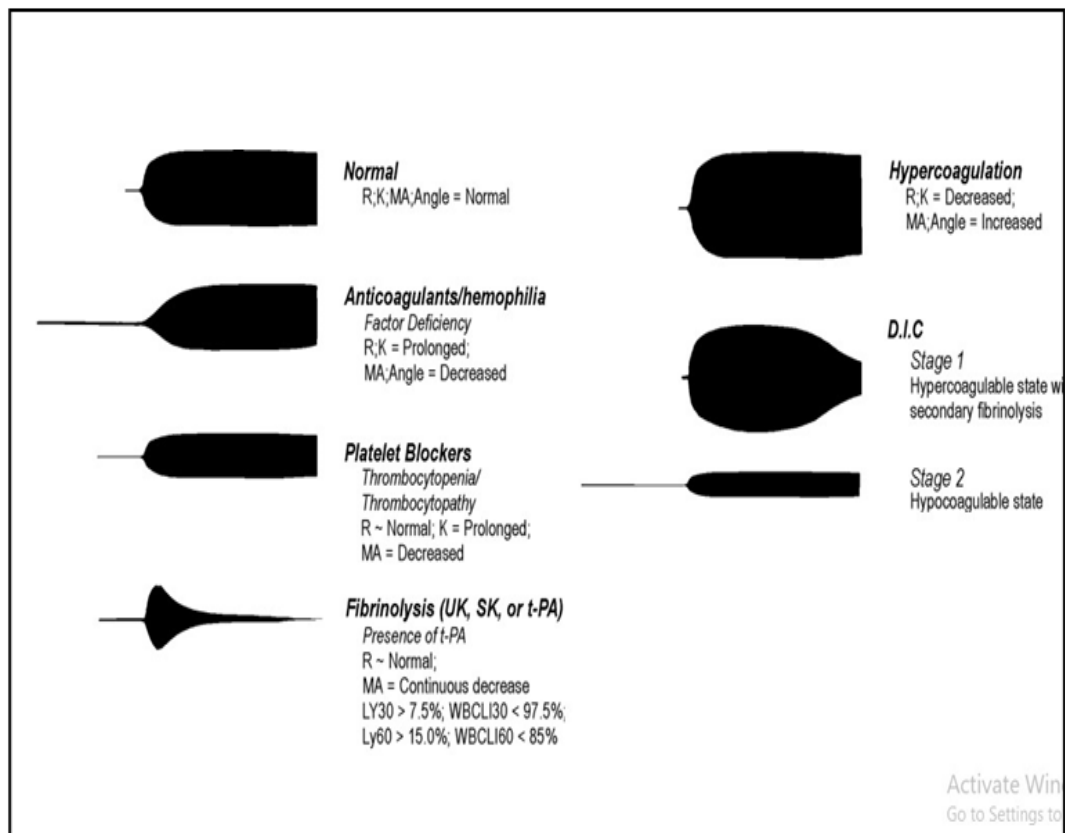 Normal
R;K;MA;Angle = Normal
Anticoagulants/hemophilia
Factor Deficiency
R;K = Prolonged;
MA;Angle = Decreased
Platelet Blockers
Thrombocytopenia/
Thrombocytopathy
R ~ Normal; K = Prolonged;
MA = Decreased
Fibrinolysis (UK, SK, or t-PA)
Presence of t-PA
R ~ Normal;
MA = Continuous decrease
LY30 > 7.5%; WBCLI30 < 97.5%;
Ly60 > 15.0%; WBCLI60 < 85%
Hypercoagulation
R;K = Decreased;
MA;Angle = Increased
D.I.C
Stage 1
Hypercoagulable state wi
secondary fibrinolysis
Stage 2
Hypocoagulable state
Activate Win
Go to Settings to